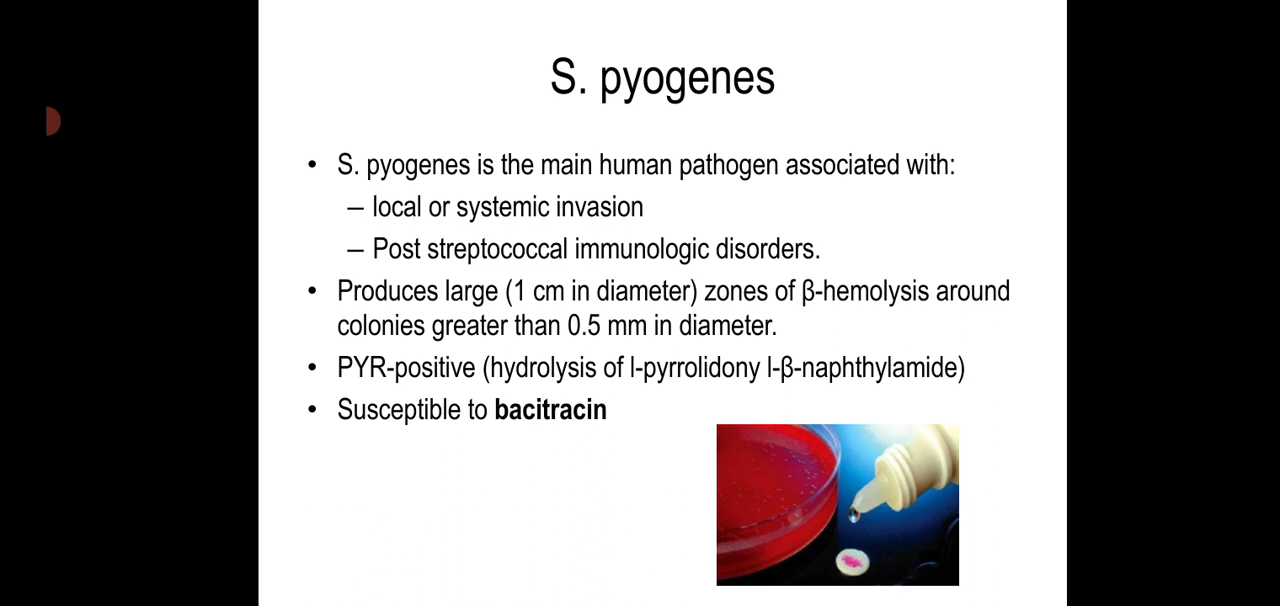 S. pyogenes
• S. pyogenes is the main human pathogen associated with:
– local or systemic invasion
– Post streptococcal immunologic disorders.
• Produces large (1 cm in diameter) zones of β-hemolysis around
colonies greater than 0.5 mm in diameter.
• PYR-positive (hydrolysis of l-pyrrolidony l-β-naphthylamide)
• Susceptible to bacitracin